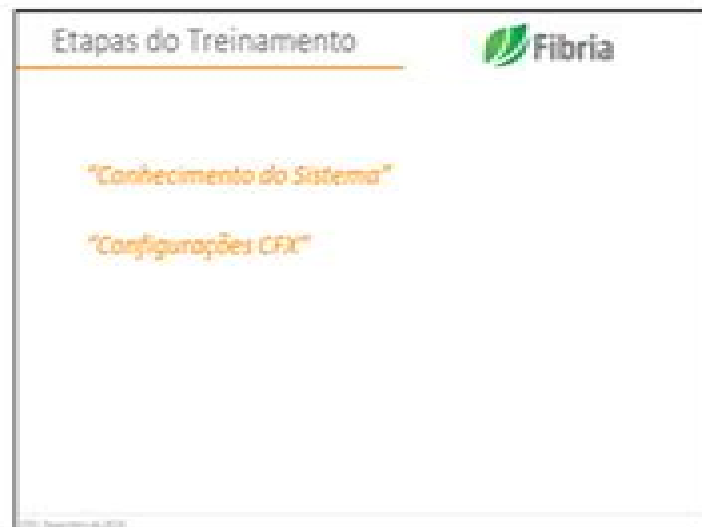 Etapas do Treinamento
Fibria
"Conhecimento do Sistema"
"Configurações CFX"